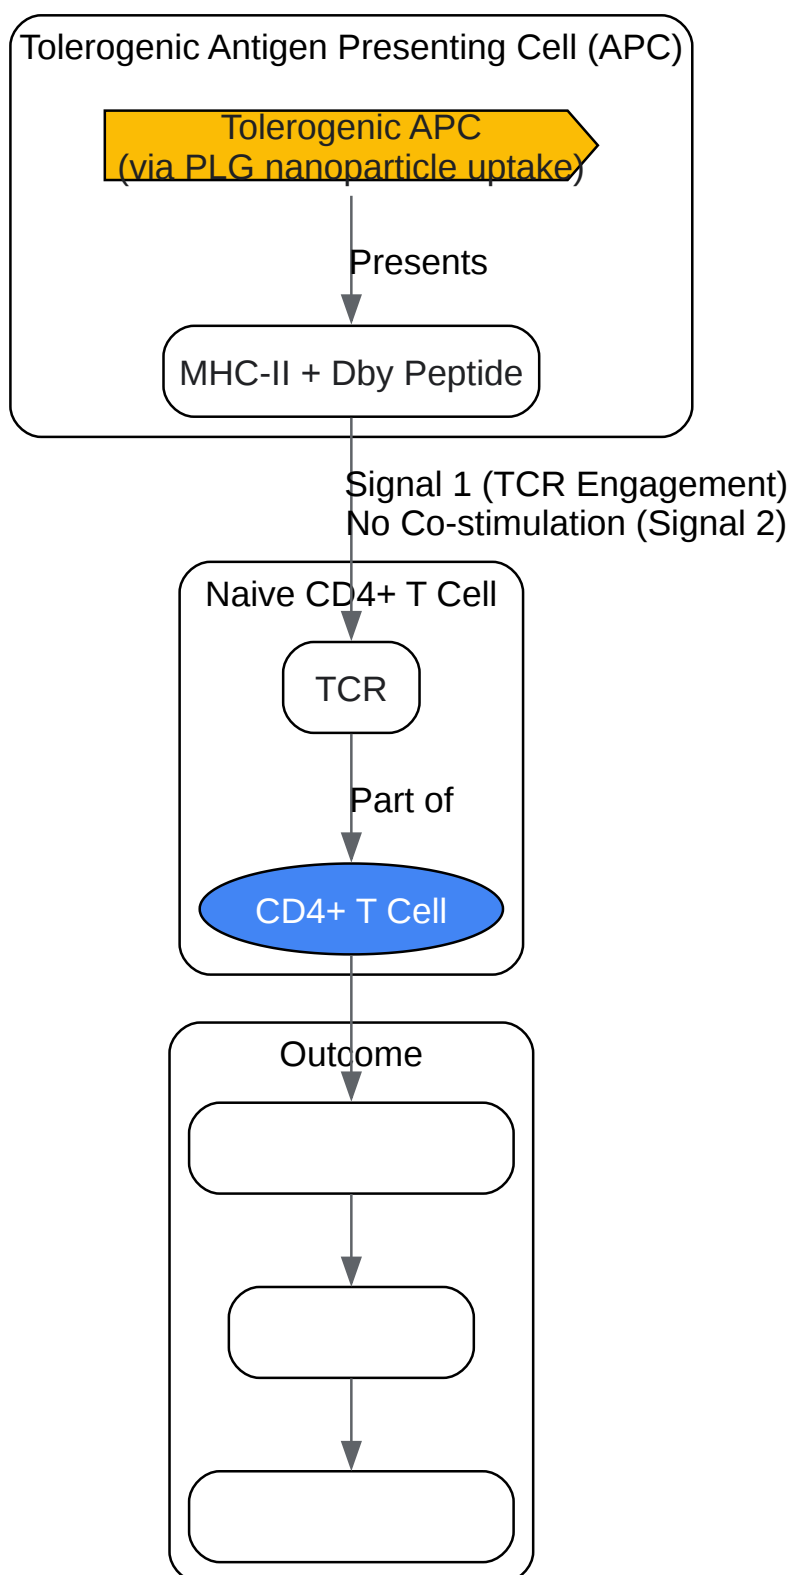 Tolerogenic Antigen Presenting Cell (APC)
Tolerogenic APC
(via PLG nanoparticle uptake)
Presents
MHC-II + Dby Peptide
Signal 1 (TCR Engagement)
No Co-stimulation (Signal 2)
Naive CD4+ T Cell
TCR
Part of
CD4+ T Cell
Outcome